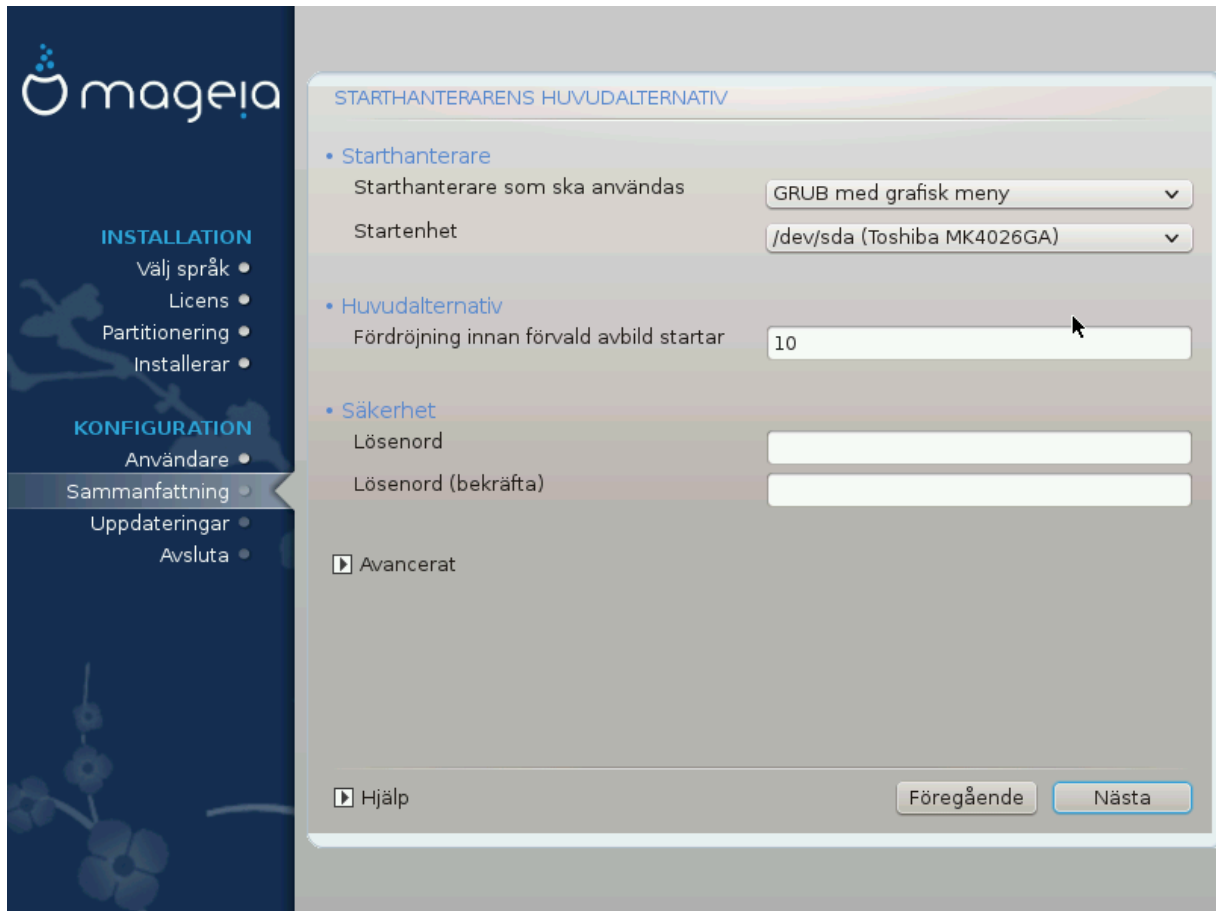 mageia
INSTALLATION
Välj språk
Licens
Partitionering
Installerar
KONFIGURATION
Användare
Sammanfattning
Uppdateringar
Avsluta
STARTHANTERARENS HUVUDALTERNATIV
• Starthanterare
Starthanterare som ska användas
GRUB med grafisk meny
Startenhet
/dev/sda (Toshiba MK4026GA)
• Huvudalternativ
Fördröjning innan förvald avbild startar
10
• Säkerhet
Lösenord
Lösenord (bekräfta)
Avancerat
Hjälp
Föregående
Nästa